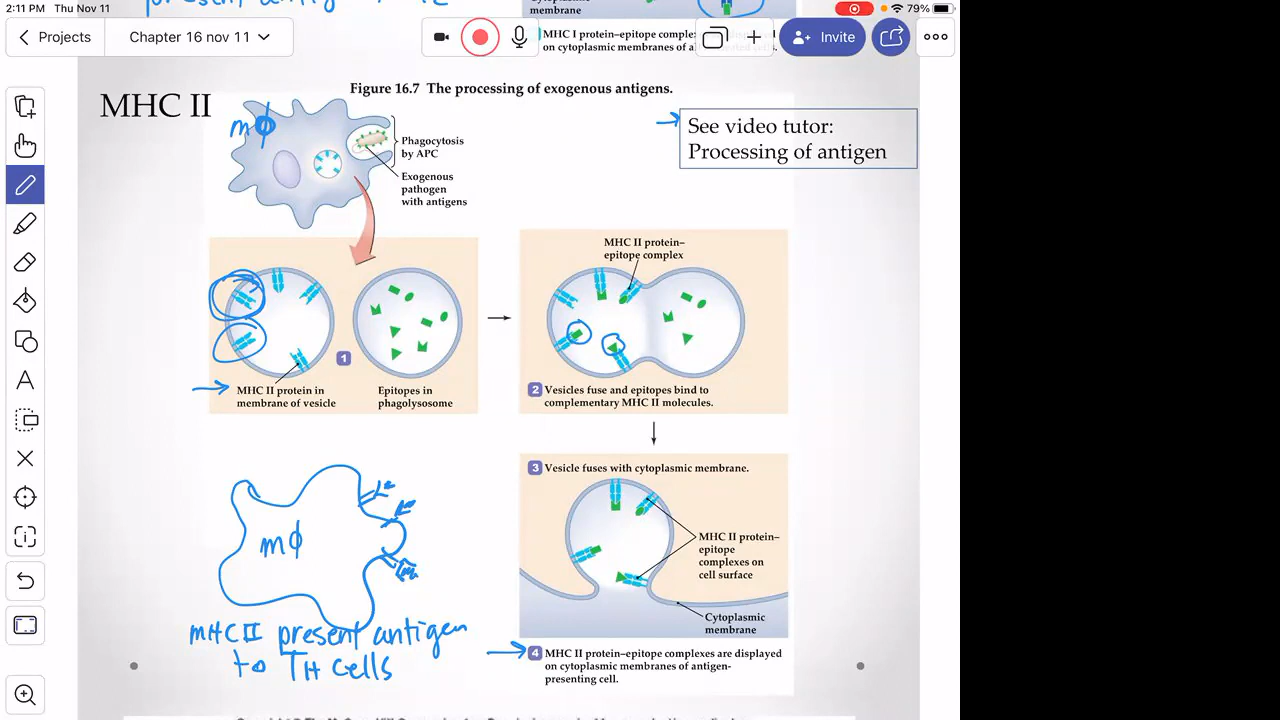 2:11 PM Thu Nov 11
79%
present antigen
Cytoplasmic
membrane
Projects
Chapter 16 nov 11
Invite
MHC I protein–epitope complex
on cytoplasmic membranes of
Figure 16.7 The processing of exogenous antigens.
MHC II
mϕ
Phagocytosis
by APC
Exogenous
pathogen
with antigens
See video tutor:
Processing of antigen
MHC II protein–
epitope complex
1
MHC II protein in
membrane of vesicle
Epitopes in
phagolysosome
2 Vesicles fuse and epitopes bind to
complementary MHC II molecules.
3 Vesicle fuses with cytoplasmic membrane.
MHC II protein–
epitope
complexes on
cell surface
Cytoplasmic
membrane
4 MHC II protein–epitope complexes are displayed
on cytoplasmic membranes of antigen-
presenting cell.
mϕ
MHC II present antigen
to TH cells
A